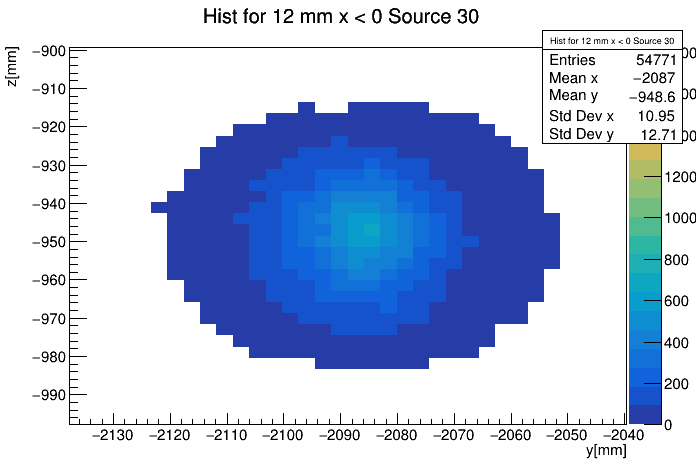 Hist for 12 mm x < 0 Source 30
Hist for 12 mm x < 0 Source 30
Entries 54771
Mean x −2087
Mean y −948.6
Std Dev x 10.95
Std Dev y 12.71
z[mm]
−900
−910
−920
−930
−940
−950
−960
−970
−980
−990
1200
1000
800
600
400
200
0
−2130 −2120 −2110 −2100 −2090 −2080 −2070 −2060 −2050 −2040
y[mm]